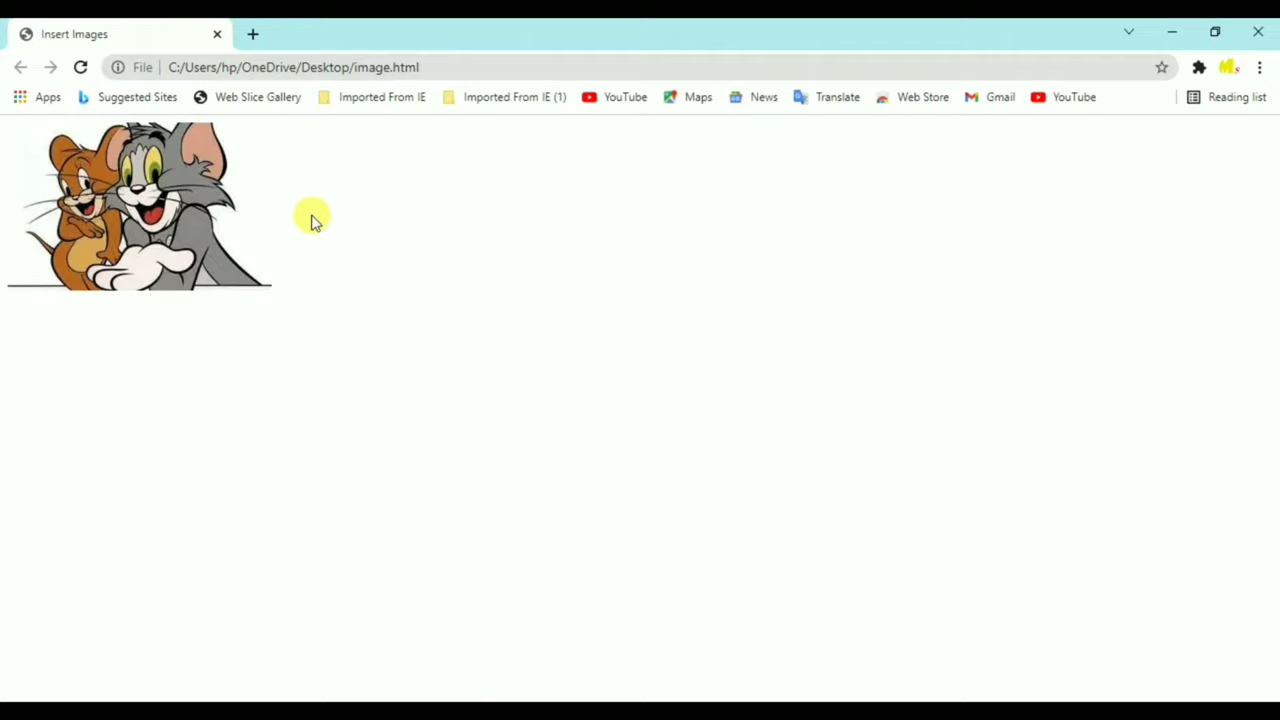 Insert Images
File C:/Users/hp/OneDrive/Desktop/image.html
Apps Suggested Sites Web Slice Gallery Imported From IE Imported From IE (1) YouTube Maps News Translate Web Store Gmail YouTube Reading list